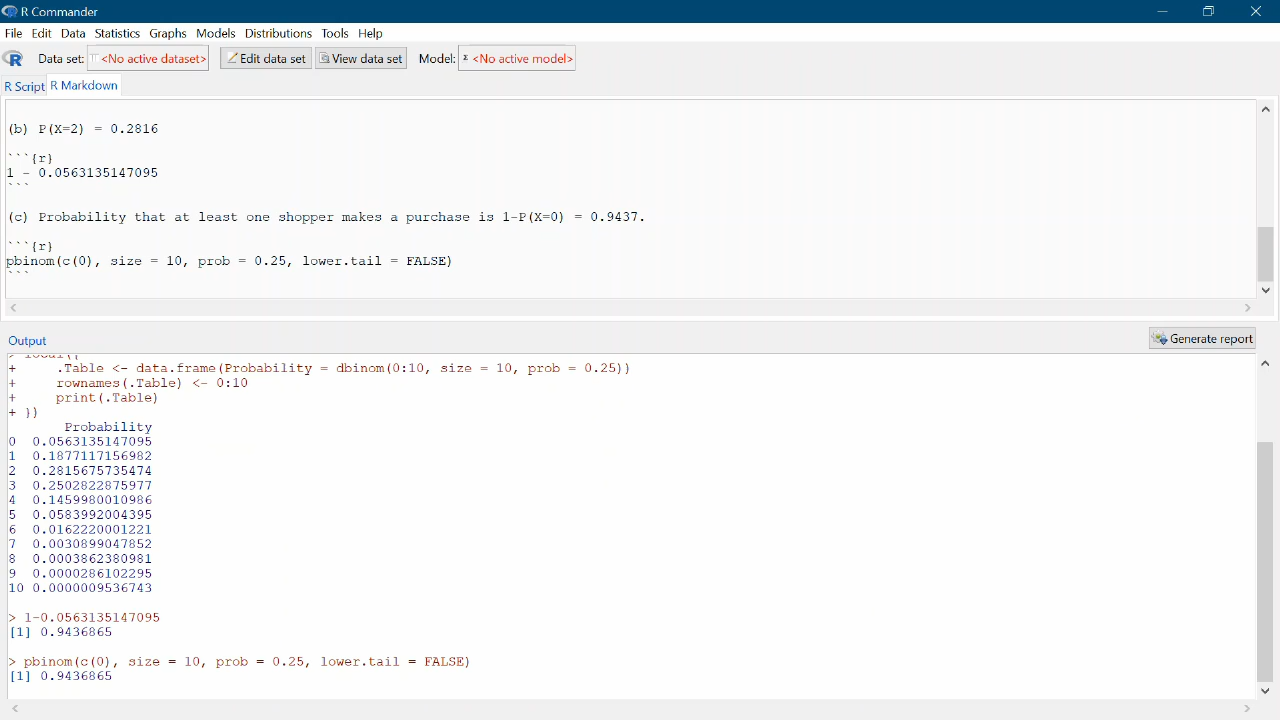 R Commander
File Edit Data Statistics Graphs Models Distributions Tools Help
Data set: <No active dataset> Edit data set View data set Model: Σ <No active model>
R Script R Markdown
(b) P(X=2) = 0.2816
```{r}
1 - 0.0563135147095
```
(c) Probability that at least one shopper makes a purchase is 1-P(X=0) = 0.9437.
```{r}
pbinom(c(0), size = 10, prob = 0.25, lower.tail = FALSE)
```
Output
Generate report
> local({
+     .Table <- data.frame(Probability = dbinom(0:10, size = 10, prob = 0.25))
+     rownames(.Table) <- 0:10
+     print(.Table)
+ })
Probability
0  0.0563135147095
1  0.1877117156982
2  0.2815675735474
3  0.2502822875977
4  0.1459980010986
5  0.0583992004395
6  0.0162220001221
7  0.0030899047852
8  0.0003862380981
9  0.0000286102295
10 0.0000009536743
> 1-0.0563135147095
[1] 0.9436865
> pbinom(c(0), size = 10, prob = 0.25, lower.tail = FALSE)
[1] 0.9436865